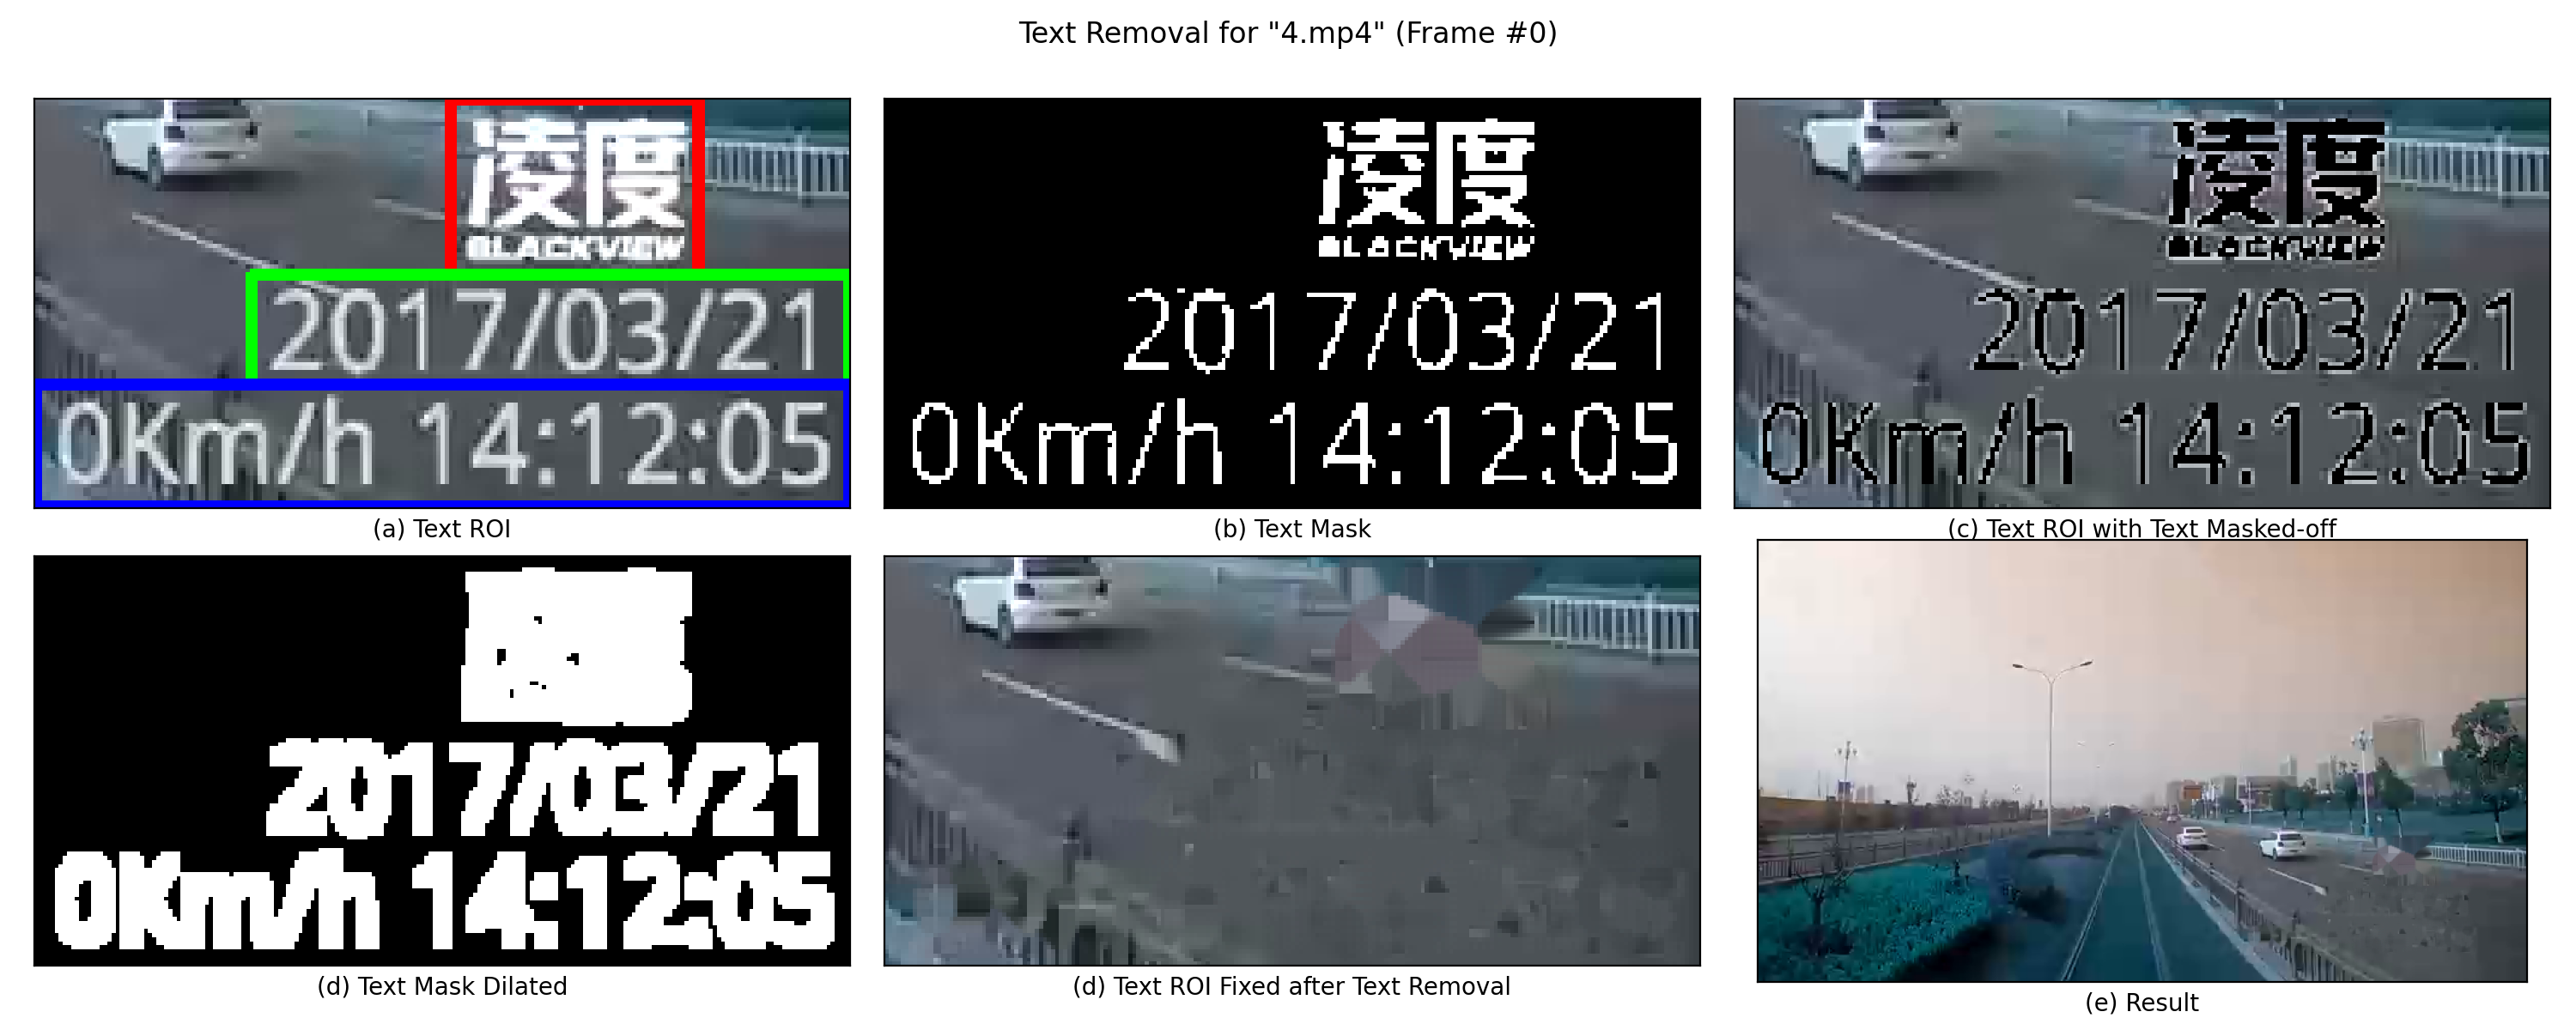 Text Removal for "4.mp4" (Frame #0)
凌度
BLACKVIEW
2017/03/21
0Km/h 14:12:05
(a) Text ROI
凌度
BLACKVIEW
2017/03/21
0Km/h 14:12:05
(b) Text Mask
凌度
BLACKVIEW
2017/03/21
0Km/h 14:12:05
(c) Text ROI with Text Masked-off
2017/03/21
0Km/h 14:12:05
(d) Text Mask Dilated
(d) Text ROI Fixed after Text Removal
(e) Result